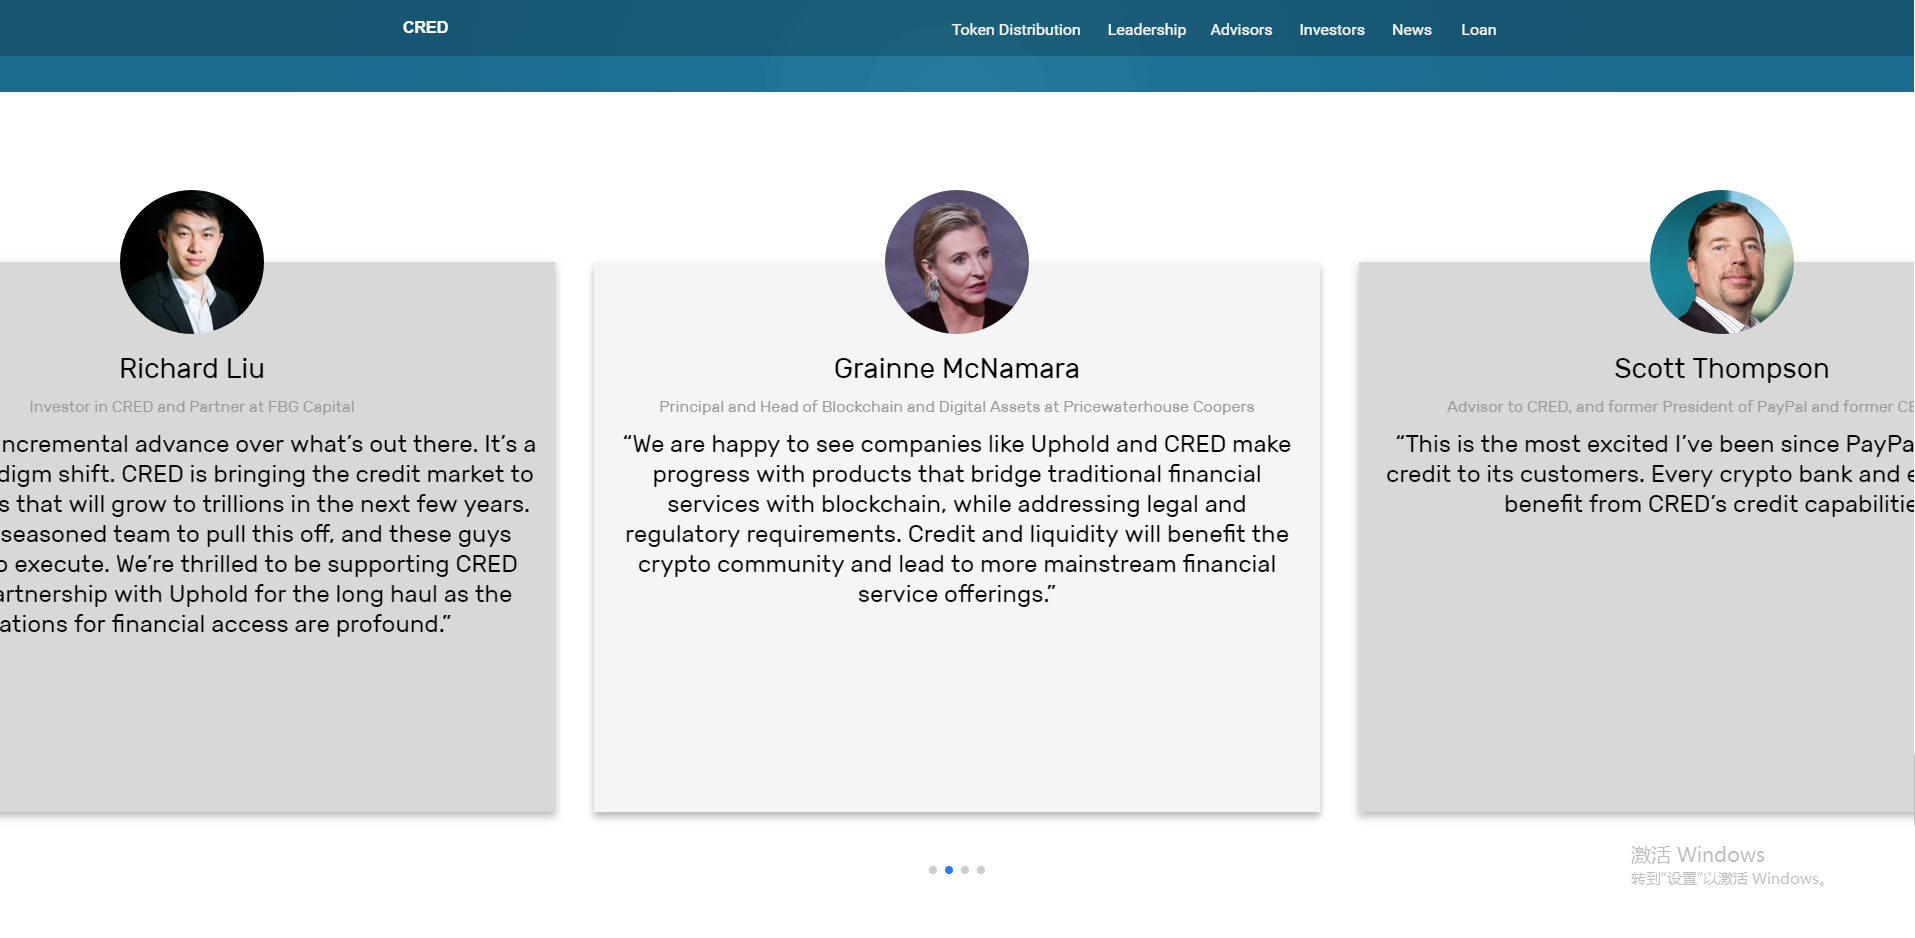 CRED
Token Distribution Leadership Advisors Investors News Loan
Richard Liu
Investor in CRED and Partner at FBG Capital
incremental advance over what’s out there. It’s a
shift. CRED is bringing the credit market to
that will grow to trillions in the next few years.
seasoned team to pull this off, and these guys
execute. We’re thrilled to be supporting CRED
with Uphold for the long haul as the
for financial access are profound.”
Grainne McNamara
Principal and Head of Blockchain and Digital Assets at Pricewaterhouse Coopers
“We are happy to see companies like Uphold and CRED make
progress with products that bridge traditional financial
services with blockchain, while addressing legal and
regulatory requirements. Credit and liquidity will benefit the
crypto community and lead to more mainstream financial
service offerings.”
Scott Thompson
Advisor to CRED, and former President of PayPal and former
“This is the most excited I’ve been since
credit to its customers. Every crypto bank and
benefit from CRED’s credit
激活 Windows
转到“设置”以激活 Windows。